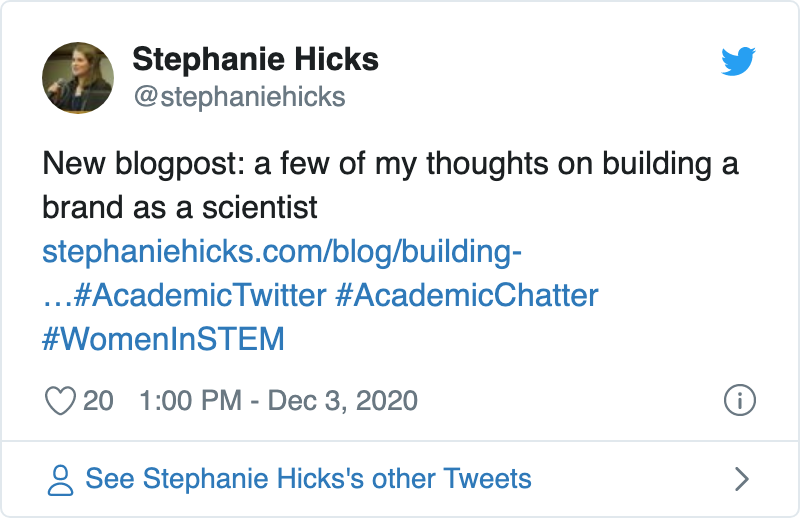 Stephanie Hicks
@stephaniehicks
New blogpost: a few of my thoughts on building a
brand as a scientist
stephaniehicks.com/blog/building-
…#AcademicTwitter #AcademicChatter
#WomenInSTEM
20 1:00 PM - Dec 3, 2020
See Stephanie Hicks's other Tweets